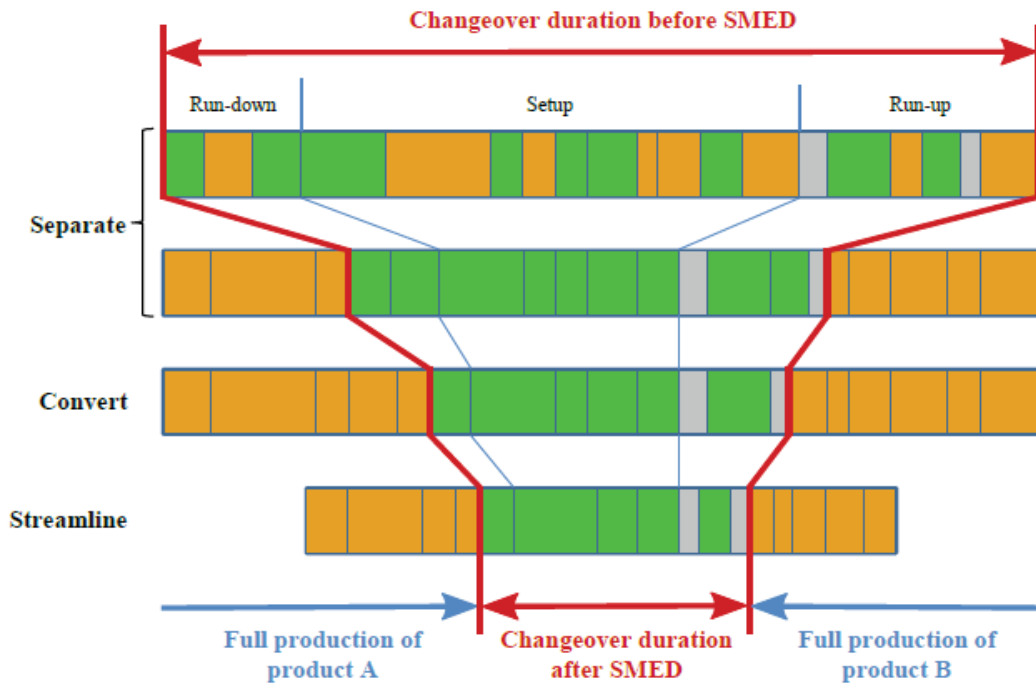 Changeover duration before SMED
Run-down
Setup
Run-up
Separate
Convert
Streamline
Full production of
product A
Changeover duration
after SMED
Full production of
product B